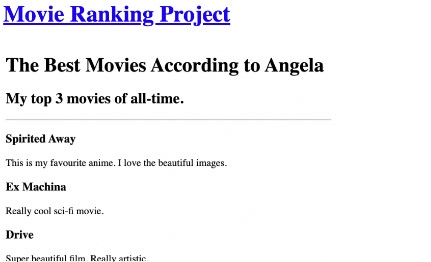 Movie Ranking Project
The Best Movies According to Angela
My top 3 movies of all-time.
Spirited Away
This is my favourite anime. I love the beautiful images.
Ex Machina
Really cool sci-fi movie.
Drive
Super beautiful film. Really artistic.